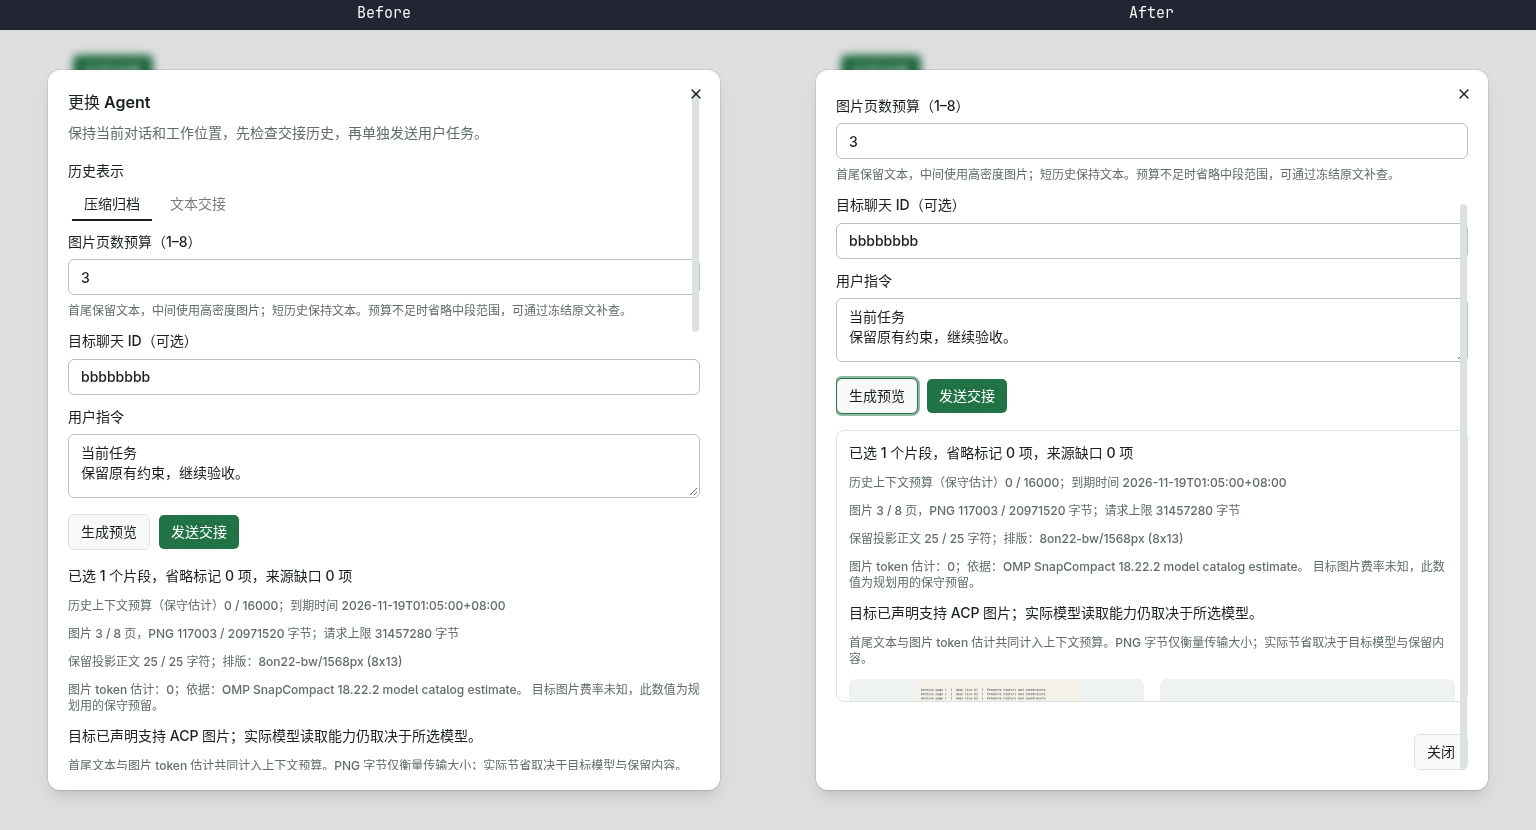 Before
After
更换 Agent
保持当前对话和工作位置，先检查交接历史，再单独发送用户任务。
历史表示
压缩归档 文本交接
图片页数预算（1–8）
3
首尾保留文本，中间使用高密度图片；短历史保持文本。预算不足时省略中段范围，可通过冻结原文补查。
目标聊天 ID（可选）
bbbbbbbb
用户指令
当前任务
保留原有约束，继续验收。
生成预览 发送交接
已选 1 个片段，省略标记 0 项，来源缺口 0 项
历史上下文预算（保守估计）0 / 16000；到期时间 2026-11-19T01:05:00+08:00
图片 3 / 8 页，PNG 117003 / 20971520 字节；请求上限 31457280 字节
保留投影正文 25 / 25 字符；排版：8on22-bw/1568px (8x13)
图片 token 估计：0；依据：OMP SnapCompact 18.22.2 model catalog estimate。 目标图片费率未知，此数值为规
划用的保守预留。
目标已声明支持 ACP 图片；实际模型读取能力仍取决于所选模型。
首尾文本与图片 token 估计共同计入上下文预算。PNG 字节仅衡量传输大小；实际节省取决于目标模型与保留内容。
图片页数预算（1–8）
3
首尾保留文本，中间使用高密度图片；短历史保持文本。预算不足时省略中段范围，可通过冻结原文补查。
目标聊天 ID（可选）
bbbbbbbb
用户指令
当前任务
保留原有约束，继续验收。
生成预览 发送交接
已选 1 个片段，省略标记 0 项，来源缺口 0 项
历史上下文预算（保守估计）0 / 16000；到期时间 2026-11-19T01:05:00+08:00
图片 3 / 8 页，PNG 117003 / 20971520 字节；请求上限 31457280 字节
保留投影正文 25 / 25 字符；排版：8on22-bw/1568px (8x13)
图片 token 估计：0；依据：OMP SnapCompact 18.22.2 model catalog estimate。 目标图片费率未知，此数
值为规划用的保守预留。
目标已声明支持 ACP 图片；实际模型读取能力仍取决于所选模型。
首尾文本与图片 token 估计共同计入上下文预算。PNG 字节仅衡量传输大小；实际节省取决于目标模型与保留内
容。
关闭